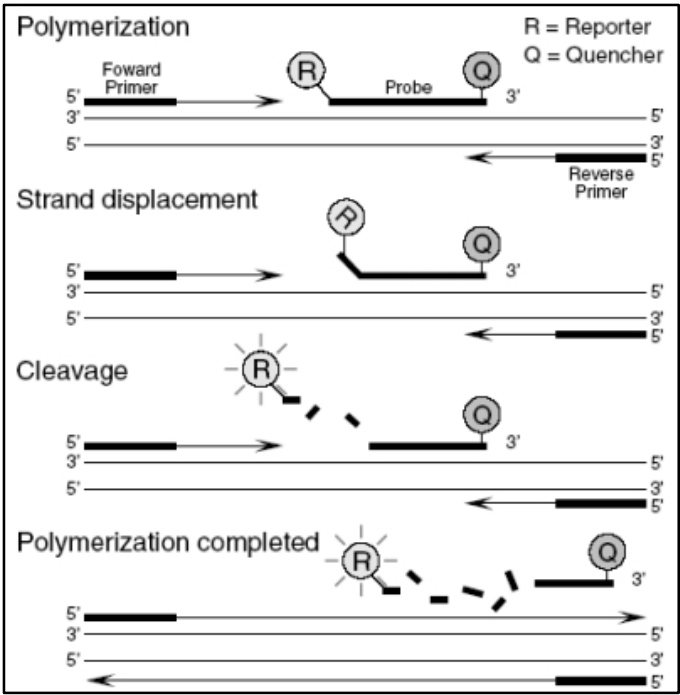 Polymerization
R = Reporter
Q = Quencher
Foward
Primer
R
Probe
Q
5'
3'
3'
5'
5'
3'
5'
Reverse
Primer
Strand displacement
R
Q
5'
3'
3'
5'
5'
3'
5'
Cleavage
R
Q
5'
3'
3'
5'
5'
3'
5'
Polymerization completed
R
Q
3'
5'
3'
5'
5'
3'
5'